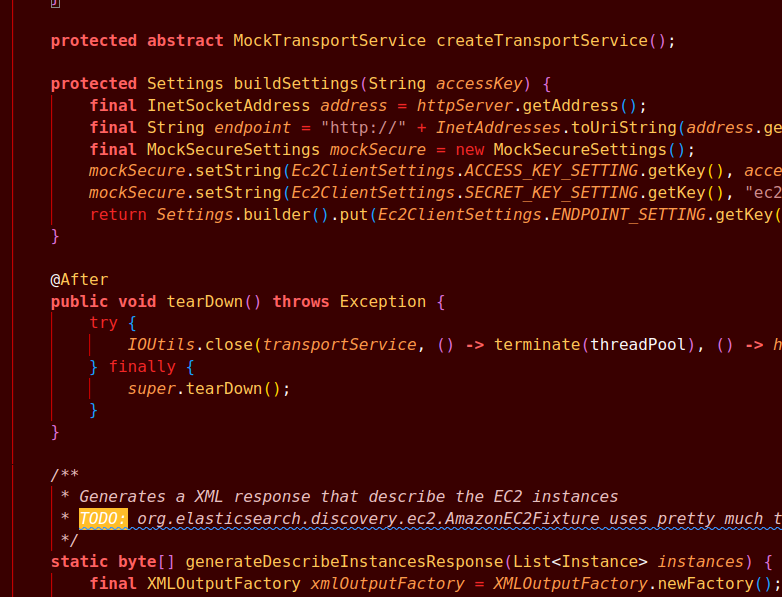 }
protected abstract MockTransportService createTransportService();
protected Settings buildSettings(String accessKey) {
final InetSocketAddress address = httpServer.getAddress();
final String endpoint = "http://" + InetAddresses.toUriString(address.ge
final MockSecureSettings mockSecure = new MockSecureSettings();
mockSecure.setString(Ec2ClientSettings.ACCESS_KEY_SETTING.getKey(), acce
mockSecure.setString(Ec2ClientSettings.SECRET_KEY_SETTING.getKey(), "ec2
return Settings.builder().put(Ec2ClientSettings.ENDPOINT_SETTING.getKey(
}
@After
public void tearDown() throws Exception {
try {
IOUtils.close(transportService, () -> terminate(threadPool), () -> h
} finally {
super.tearDown();
}
}
/**
* Generates a XML response that describe the EC2 instances
* TODO: org.elasticsearch.discovery.ec2.AmazonEC2Fixture uses pretty much t
*/
static byte[] generateDescribeInstancesResponse(List<Instance> instances) {
final XMLOutputFactory xmlOutputFactory = XMLOutputFactory.newFactory();